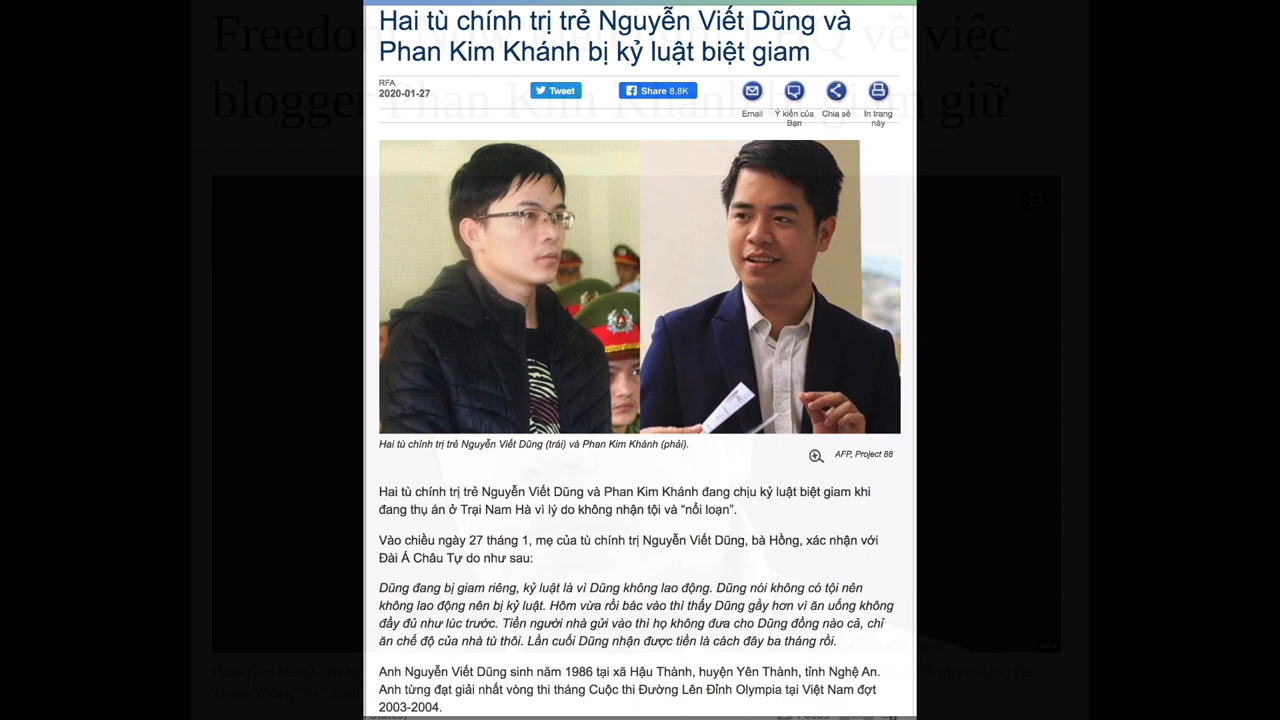 Freedom
Q về việc
blogger Phan Kim Khánh bị giam giữ
Hai tù chính trị trẻ Nguyễn Viết Dũng và
Phan Kim Khánh bị kỷ luật biệt giam
RFA
2020-01-27
Tweet
Share 8.8K
Email
Ý kiến của
Bạn
Chia sẻ
In trang
này
Hai tù chính trị trẻ Nguyễn Viết Dũng (trái) và Phan Kim Khánh (phải).
AFP, Project 88
Hai tù chính trị trẻ Nguyễn Viết Dũng và Phan Kim Khánh đang chịu kỷ luật biệt giam khi
đang thụ án ở Trại Nam Hà vì lý do không nhận tội và “nổi loạn”.
Vào chiều ngày 27 tháng 1, mẹ của tù chính trị Nguyễn Viết Dũng, bà Hồng, xác nhận với
Đài Á Châu Tự do như sau:
Dũng đang bị giam riêng, kỷ luật là vì Dũng không lao động. Dũng nói không có tội nên
không lao động nên bị kỷ luật. Hôm vừa rồi bác vào thì thấy Dũng gầy hơn vì ăn uống không
đầy đủ như lúc trước. Tiền người nhà gửi vào thì họ không đưa cho Dũng đồng nào cả, chỉ
ăn chế độ của nhà tù thôi. Lần cuối Dũng nhận được tiền là cách đây ba tháng rồi.
Anh Nguyễn Viết Dũng sinh năm 1986 tại xã Hậu Thành, huyện Yên Thành, tỉnh Nghệ An.
Anh từng đạt giải nhất vòng thi tháng Cuộc thi Đường Lên Đỉnh Olympia tại Việt Nam đợt
2003-2004.